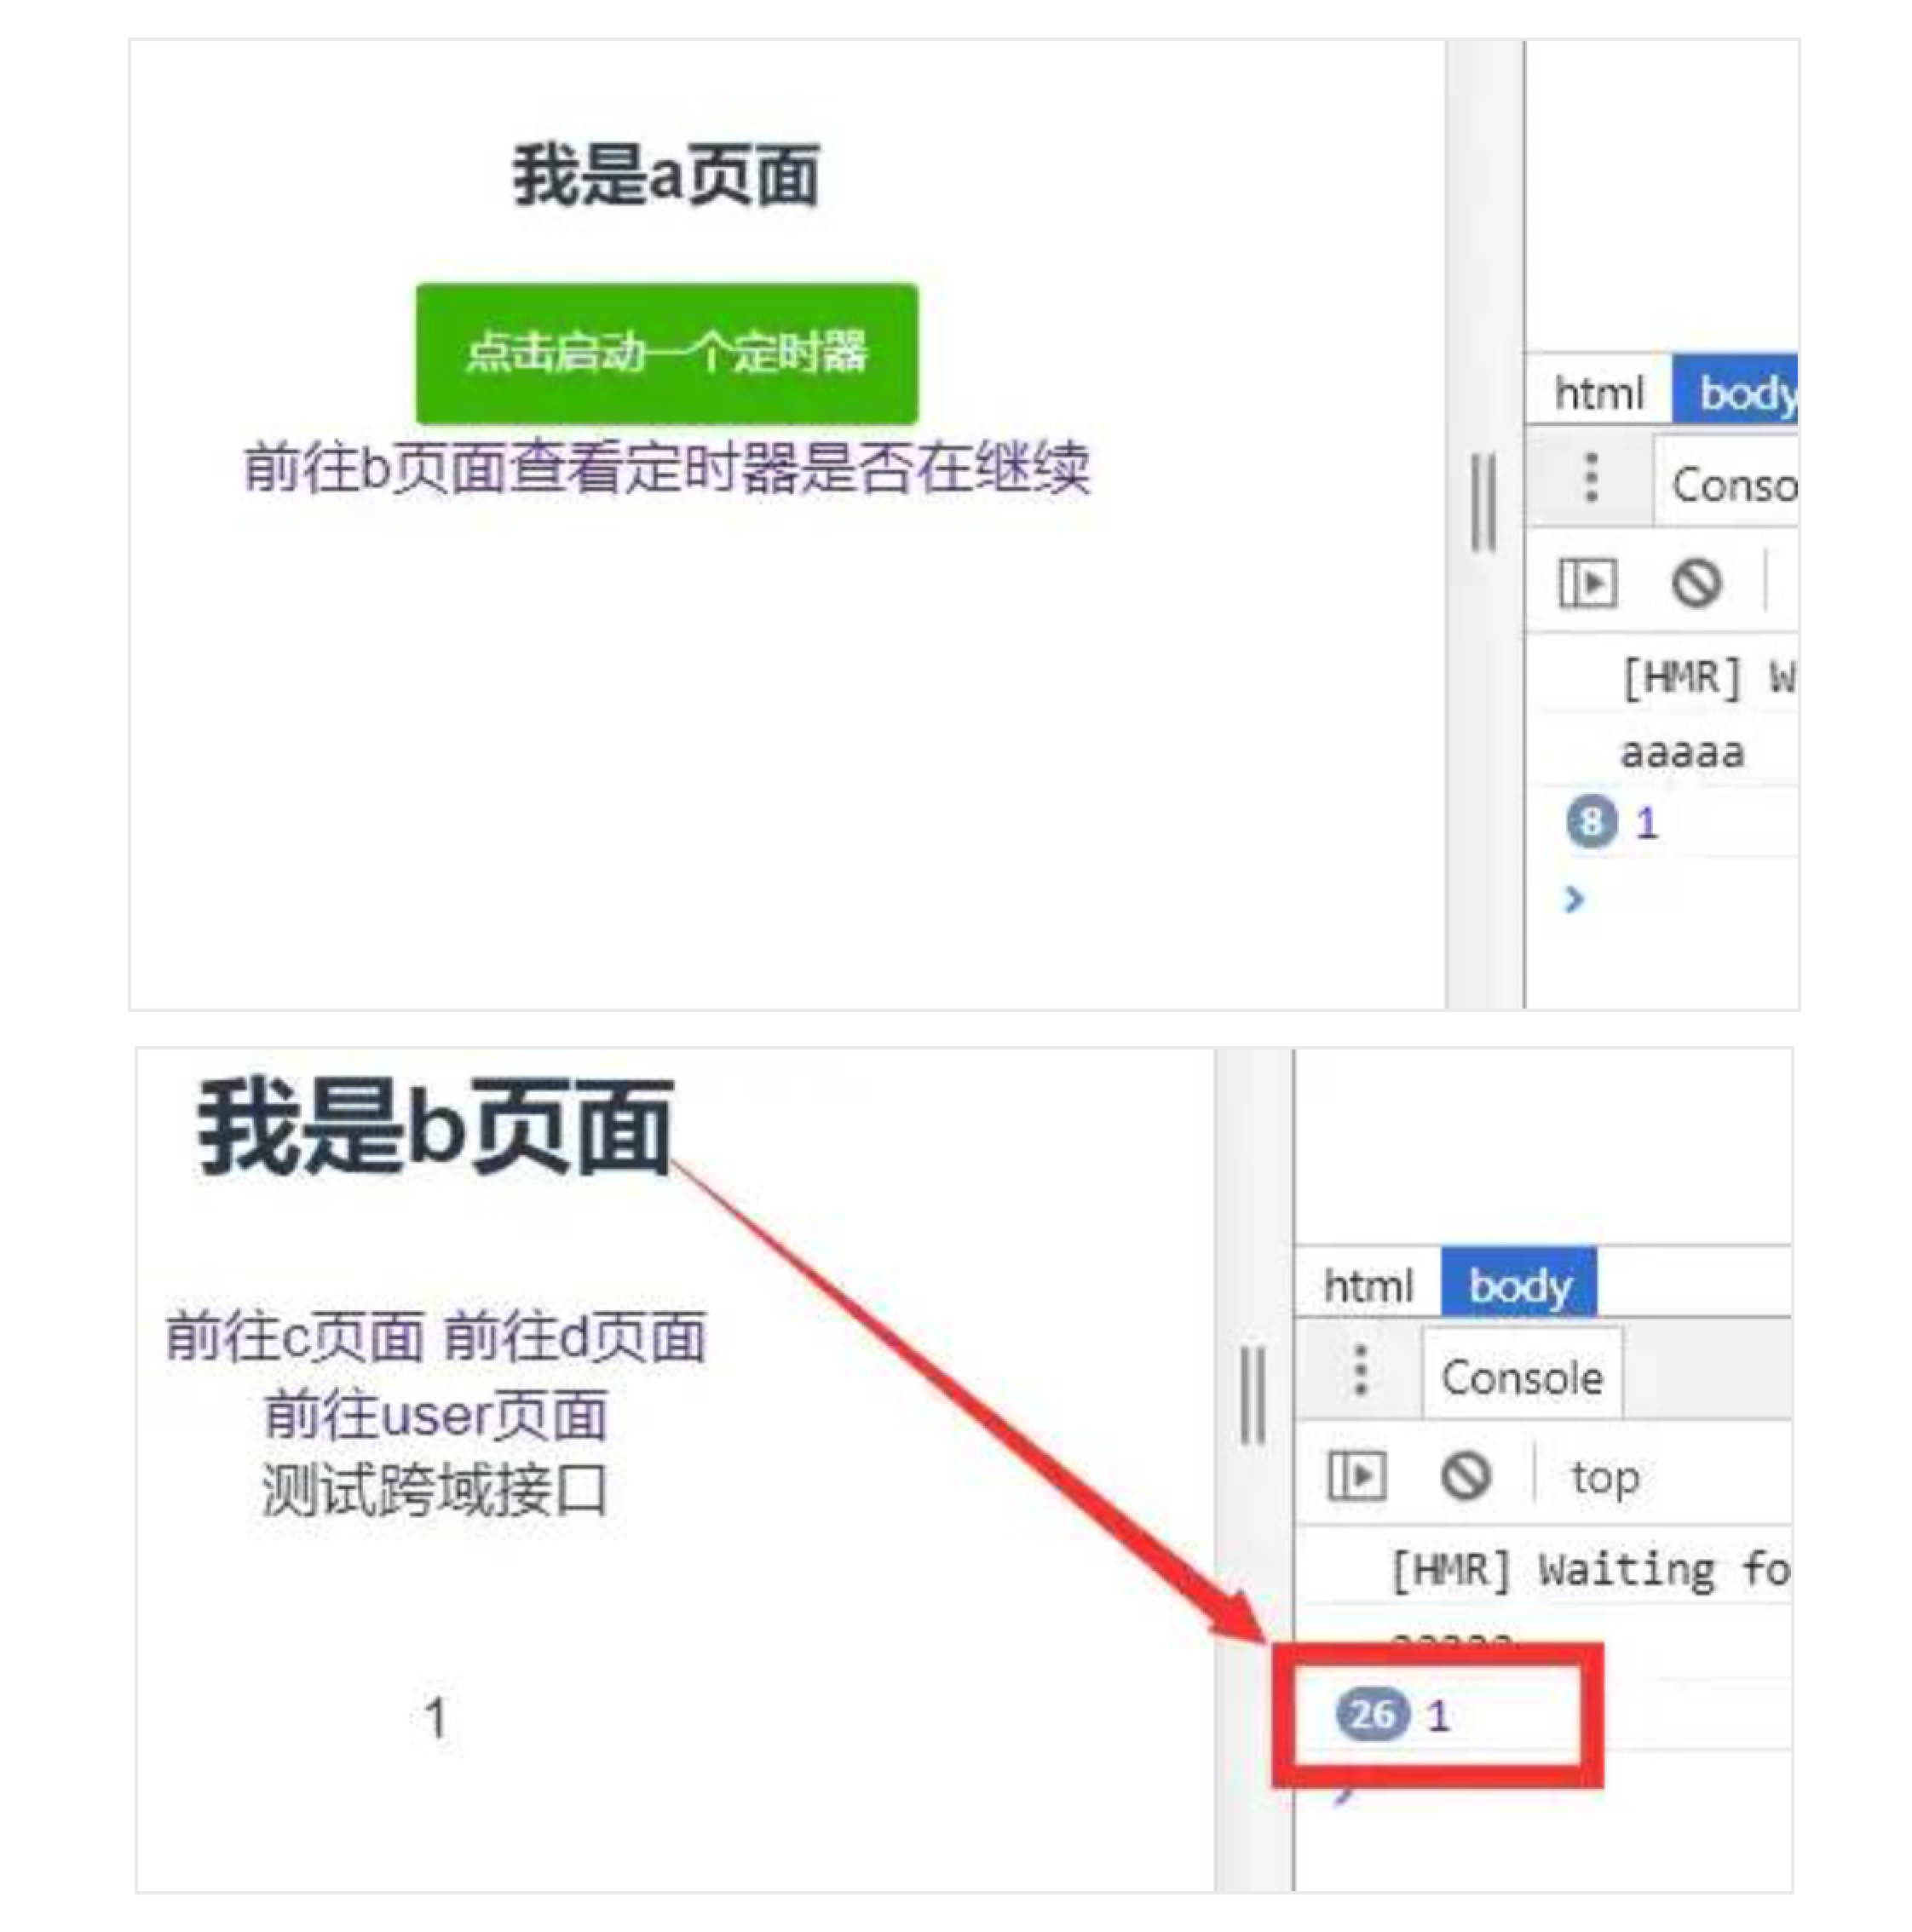 我是a页面
点击启动一个定时器
前往b页面查看定时器是否在继续
html body
Conso
[HMR] W
aaaaa
8 1
我是b页面
前往c页面 前往d页面
前往user页面
测试跨域接口
1
html body
Console
top
[HMR] Waiting fo
26 1